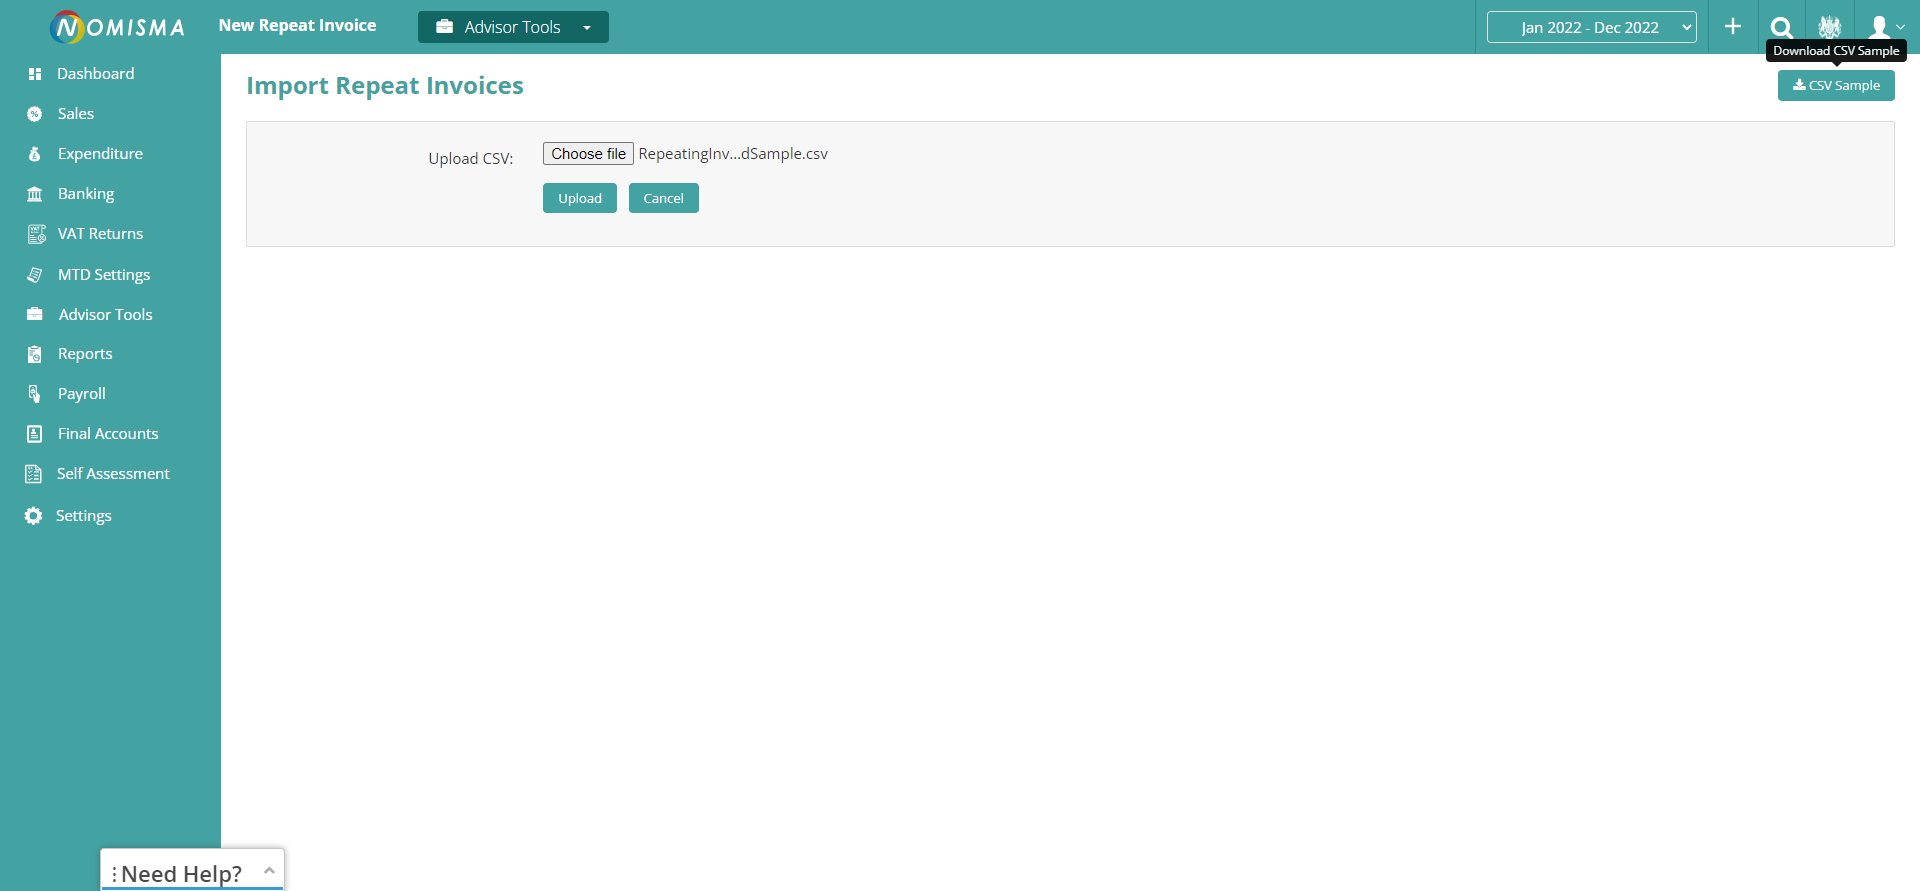 NOMISMA
New Repeat Invoice
Advisor Tools
Jan 2022 - Dec 2022
Download CSV Sample
Dashboard
Sales
Expenditure
Banking
VAT Returns
MTD Settings
Advisor Tools
Reports
Payroll
Final Accounts
Self Assessment
Settings
Import Repeat Invoices
CSV Sample
Upload CSV:
Choose file RepeatingInv...dSample.csv
Upload Cancel
Need Help?